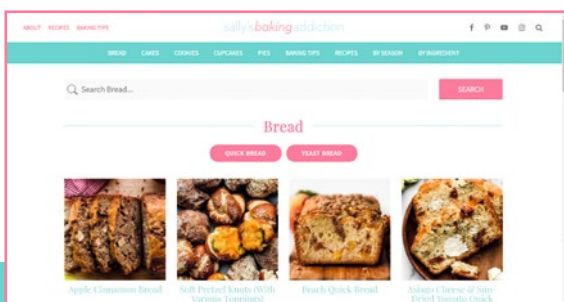 ABOUT RECIPES BAKING TIPS
sally's bakingaddiction
BREAD CAKES COOKIES CUPCAKES PIES BAKING TIPS RECIPES BY SEASON BY INGREDIENT
Search Bread...
SEARCH
Bread
QUICK BREAD YEAST BREAD
Apple Cinnamon Bread
Soft Pretzel Knots (With
Various Toppings)
Peach Quick Bread
Asiago Cheese & Sun-
Dried Tomato Quick